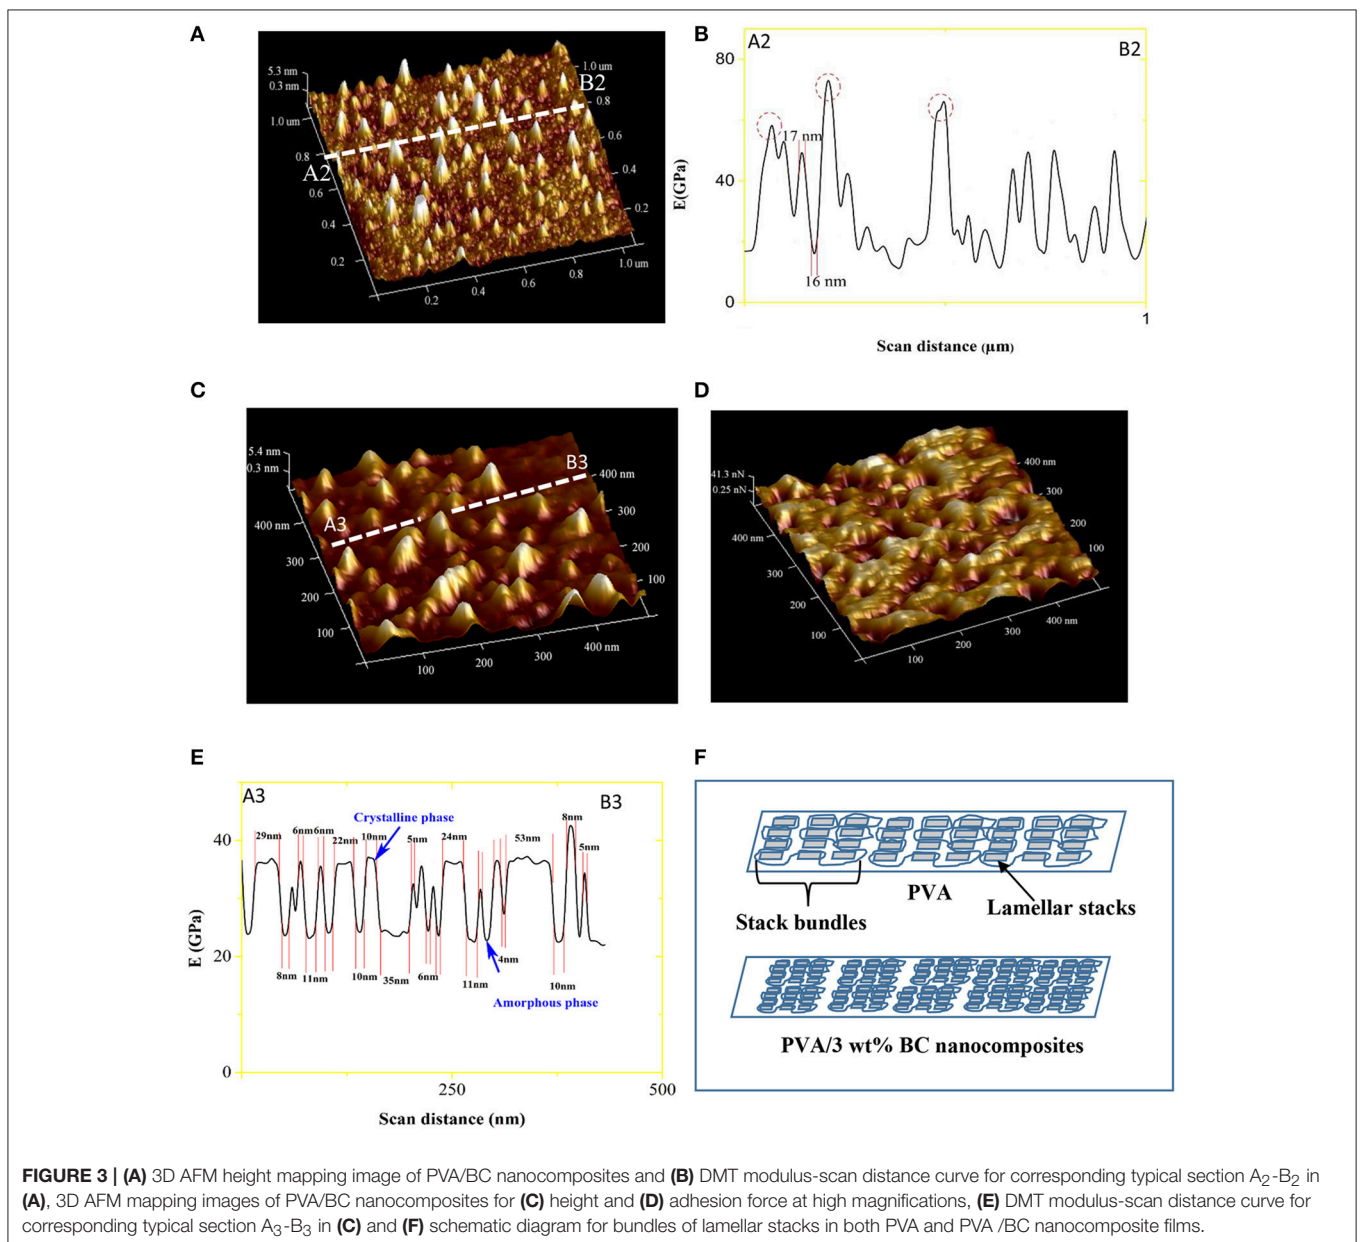 A
5.3 nm
0.3 nm
1.0 um
0.8
0.6
0.4
0.2
A2
B2
1.0 um
0.8
0.6
0.4
0.2
0.2
0.4
0.6
0.8
1.0 um
B
A2
B2
80
40
0
E(GPa)
17 nm
16 nm
1
Scan distance (μm)
C
5.4 nm
0.3 nm
400 nm
300
200
100
A3
B3
400 nm
300
200
100
100
200
300
400 nm
D
41.3 nN
0.25 nN
400 nm
300
200
100
400 nm
300
200
100
100
200
300
400 nm
E
A3
B3
40
20
0
E (GPa)
29nm
6nm
6nm
22nm
10nm
Crystalline phase
5nm
24nm
53nm
8nm
5nm
8nm
11nm
10nm
35nm
6nm
11nm
4nm
10nm
Amorphous phase
250
500
Scan distance (nm)
F
PVA
Stack bundles
Lamellar stacks
PVA/3 wt% BC nanocomposites
FIGURE 3 | (A) 3D AFM height mapping image of PVA/BC nanocomposites and (B) DMT modulus-scan distance curve for corresponding typical section A2-B2 in
(A), 3D AFM mapping images of PVA/BC nanocomposites for (C) height and (D) adhesion force at high magnifications, (E) DMT modulus-scan distance curve for
corresponding typical section A3-B3 in (C) and (F) schematic diagram for bundles of lamellar stacks in both PVA and PVA /BC nanocomposite films.